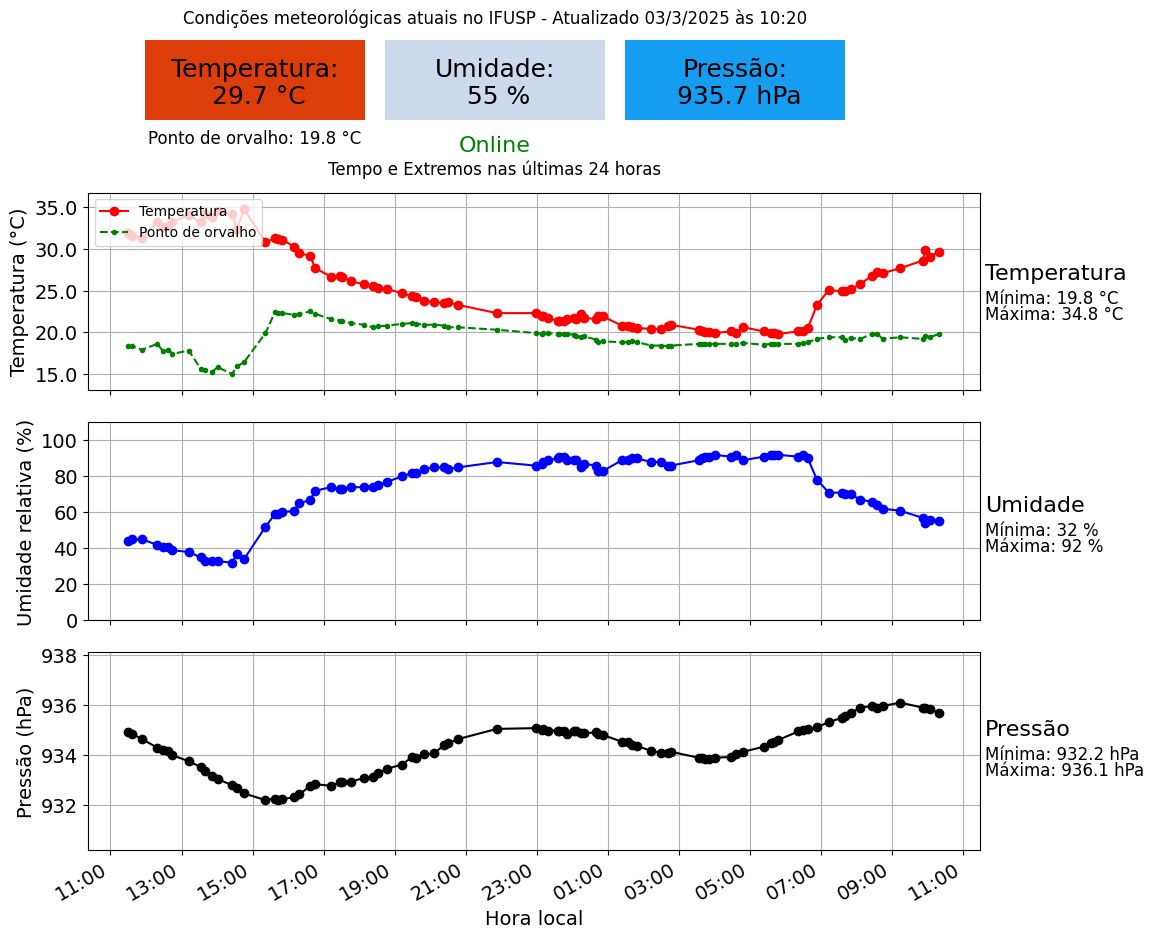 Condições meteorológicas atuais no IFUSP - Atualizado 03/3/2025 às 10:20
Temperatura:
29.7 °C
Umidade:
55 %
Pressão:
935.7 hPa
Ponto de orvalho: 19.8 °C
Online
Tempo e Extremos nas últimas 24 horas
Temperatura (°C)
35.0
30.0
25.0
20.0
15.0
Temperatura
Ponto de orvalho
Temperatura
Mínima: 19.8 °C
Máxima: 34.8 °C
Umidade relativa (%)
100
80
60
40
20
0
Umidade
Mínima: 32 %
Máxima: 92 %
Pressão (hPa)
938
936
934
932
Pressão
Mínima: 932.2 hPa
Máxima: 936.1 hPa
11:00
13:00
15:00
17:00
19:00
21:00
23:00
01:00
03:00
05:00
07:00
09:00
11:00
Hora local